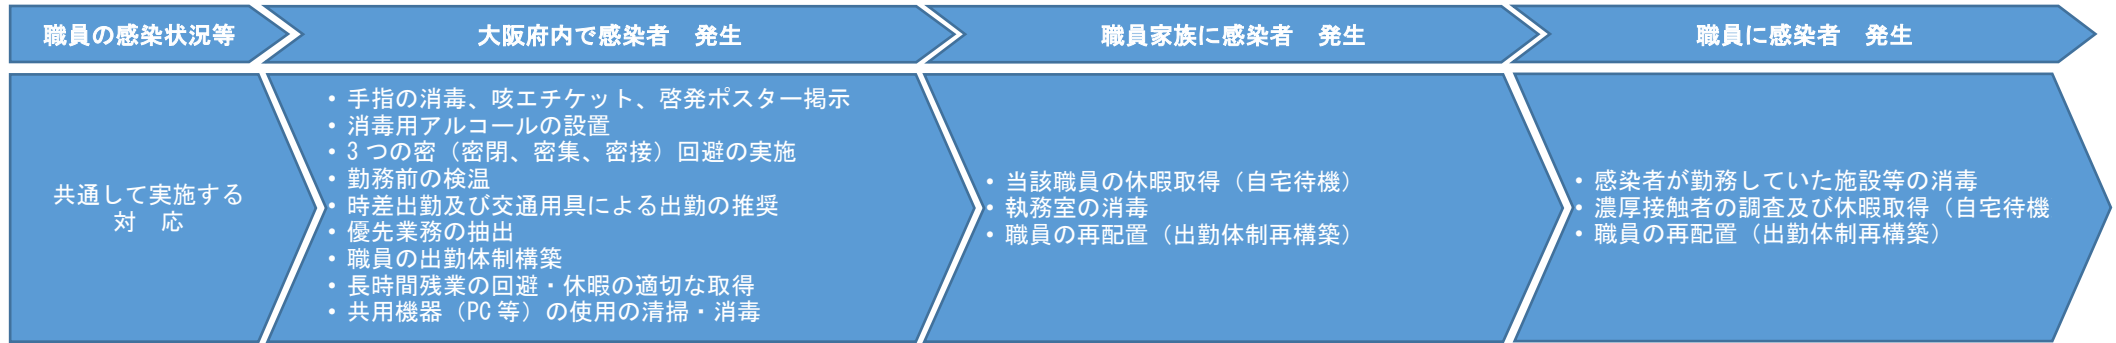 職員の感染状況等
大阪府内で感染者　発生
職員家族に感染者　発生
職員に感染者　発生
共通して実施する
対　応
• 手指の消毒、咳エチケット、啓発ポスター掲示
• 消毒用アルコールの設置
• 3つの密（密閉、密集、密接）回避の実施
• 勤務前の検温
• 時差出勤及び交通用具による出勤の推奨
• 優先業務の抽出
• 職員の出勤体制構築
• 長時間残業の回避・休暇の適切な取得
• 共用機器（PC等）の使用の清掃・消毒
• 当該職員の休暇取得（自宅待機）
• 執務室の消毒
• 職員の再配置（出勤体制再構築）
• 感染者が勤務していた施設等の消毒
• 濃厚接触者の調査及び休暇取得（自宅待機
• 職員の再配置（出勤体制再構築）